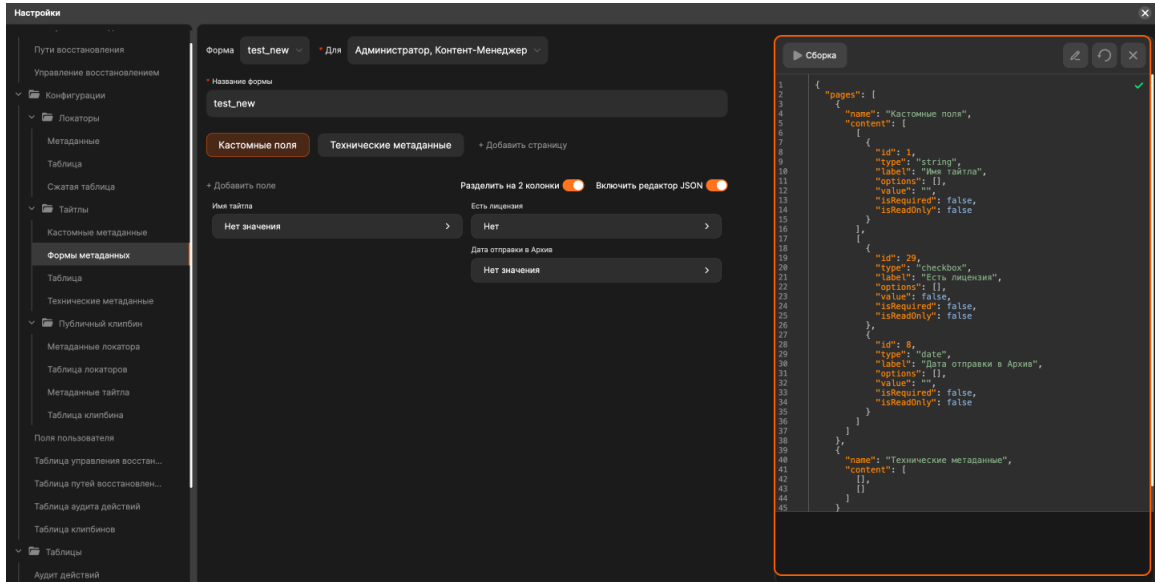 Настройки
Пути восстановления
Управление восстановлением
Конфигурации
Локаторы
Метаданные
Таблица
Сжатая таблица
Тайтлы
Кастомные метаданные
Формы метаданных
Таблица
Технические метаданные
Публичный клипбин
Метаданные локатора
Таблица локаторов
Метаданные тайтла
Таблица клипбина
Поля пользователя
Таблица управления восстан...
Таблица путей восстановлен...
Таблица аудита действий
Таблица клипбинов
Таблицы
Аудит действий
Форма test_new * Для Администратор, Контент-Менеджер
* Название формы
test_new
Кастомные поля Технические метаданные + Добавить страницу
+ Добавить поле Разделить на 2 колонки Включить редактор JSON
Имя тайтла Есть лицензия
Нет значения Нет
Дата отправки в Архив
Нет значения
Сборка
1 {
2 "pages": [
3 {
4 "name": "Кастомные поля",
5 "content": [
6 [
7 {
8 "id": 1,
9 "type": "string",
10 "label": "Имя тайтла",
11 "options": [],
12 "value": "",
13 "isRequired": false,
14 "isReadOnly": false
15 }
16 ],
17 [
18 {
19 "id": 29,
20 "type": "checkbox",
21 "label": "Есть лицензия",
22 "options": [],
23 "value": false,
24 "isRequired": false,
25 "isReadOnly": false
26 },
27 {
28 "id": 8,
29 "type": "date",
30 "label": "Дата отправки в Архив",
31 "options": [],
32 "value": "",
33 "isRequired": false,
34 "isReadOnly": false
35 }
36 ]
37 ]
38 },
39 {
40 "name": "Технические метаданные",
41 "content": [
42 [],
43 []
44 ]
45 }